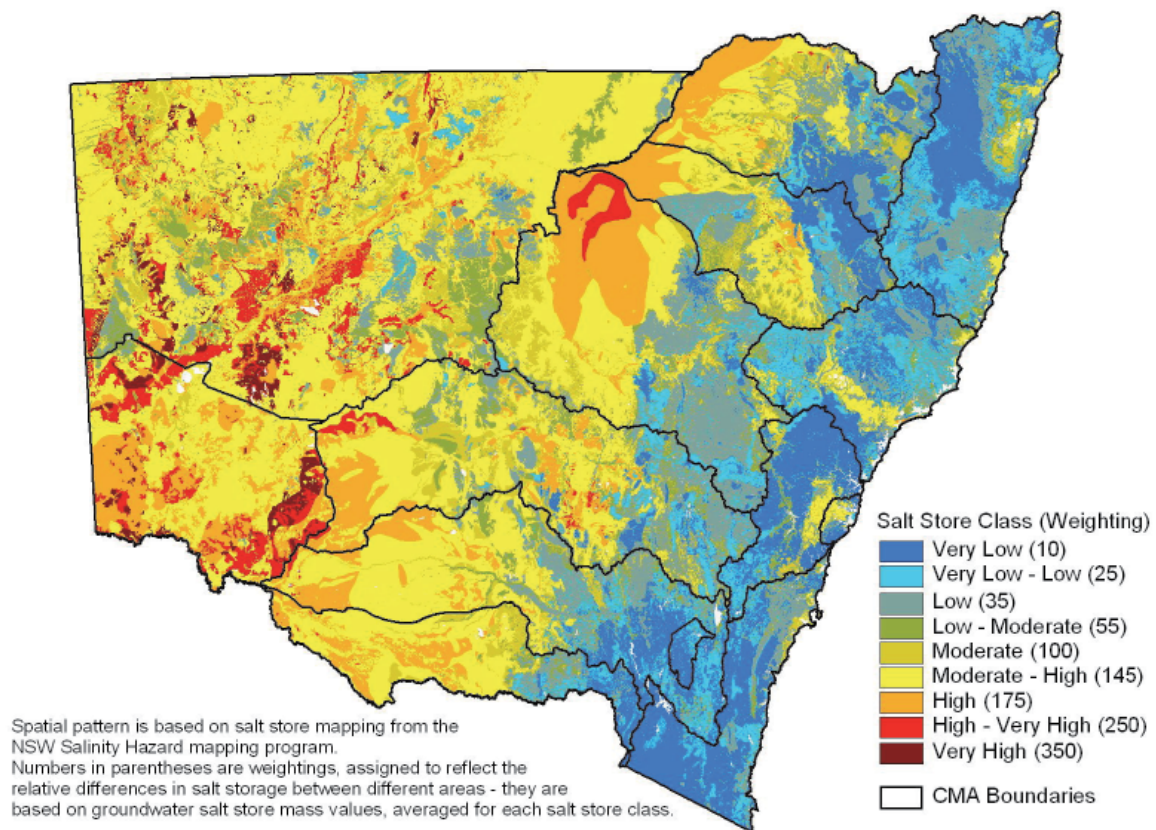 Salt Store Class (Weighting)
Very Low (10)
Very Low - Low (25)
Low (35)
Low - Moderate (55)
Moderate (100)
Moderate - High (145)
High (175)
High - Very High (250)
Very High (350)
CMA Boundaries
Spatial pattern is based on salt store mapping from the
NSW Salinity Hazard mapping program.
Numbers in parentheses are weightings, assigned to reflect the
relative differences in salt storage between different areas - they are
based on groundwater salt store mass values, averaged for each salt store class.